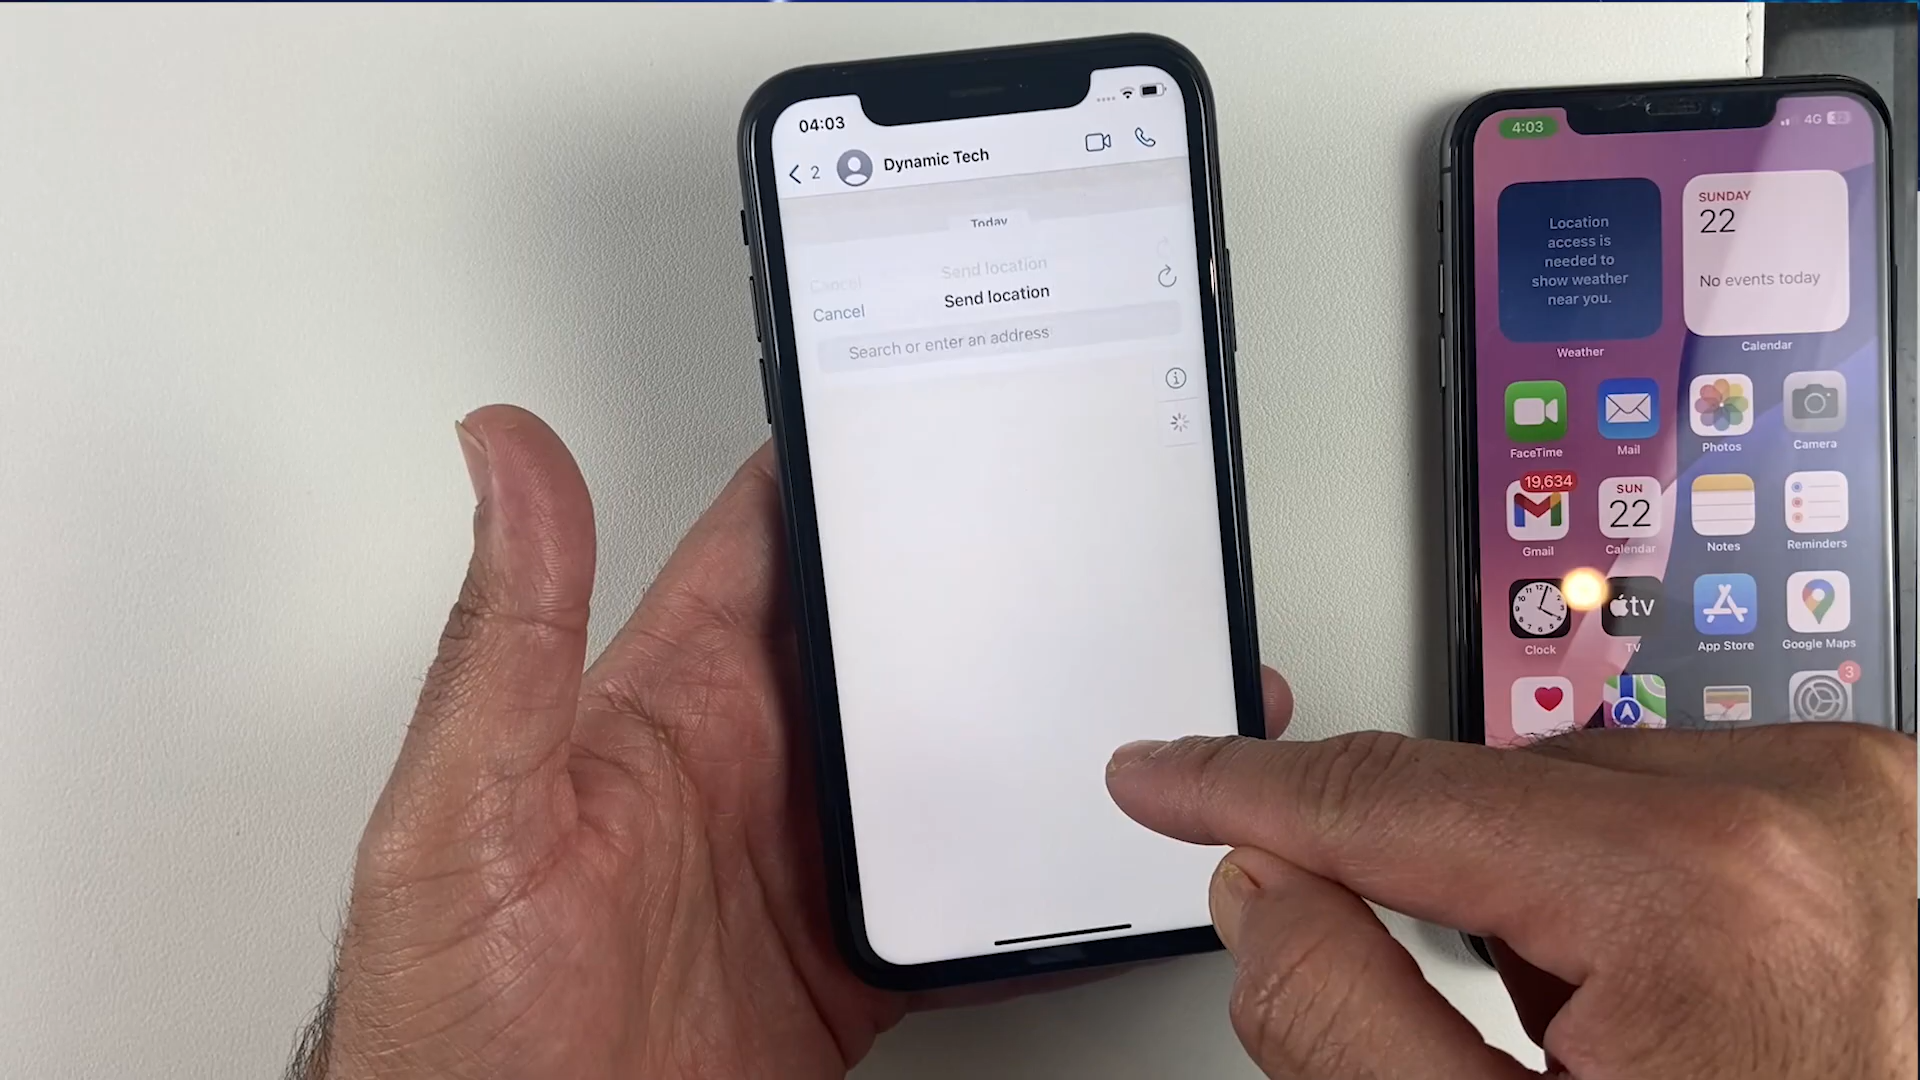 04:03
2
Dynamic Tech
Today
Send location
Cancel
Send location
Cancel
Search or enter an address
4:03
4G
Location
access is
needed to
show weather
near you.
Weather
SUNDAY
22
No events today
Calendar
FaceTime
Mail
Photos
Camera
19,634
Gmail
SUN
22
Calendar
Notes
Reminders
Clock
tv
TV
App Store
Google Maps
3